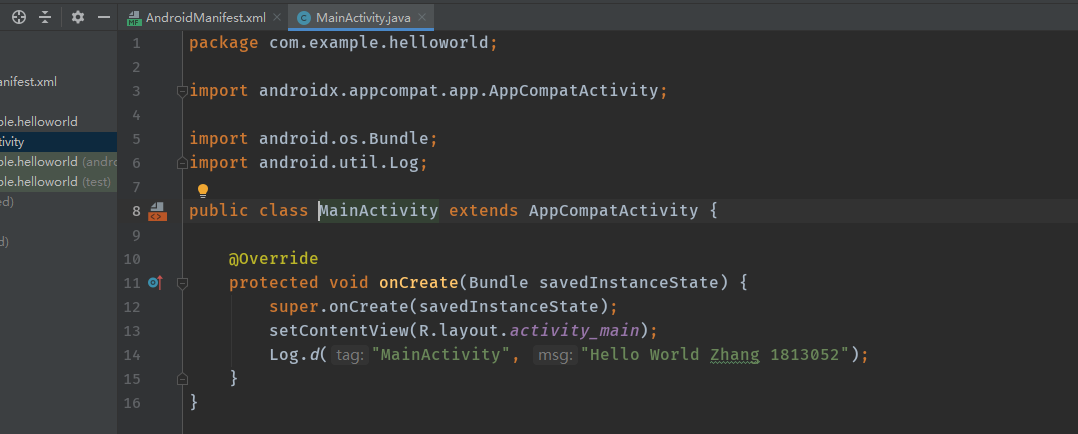 AndroidManifest.xml
MainActivity.java
anifest.xml
ple.helloworld
tivity
ple.helloworld (andro
ple.helloworld (test)
ed)
d)
1 package com.example.helloworld;
2
3 import androidx.appcompat.app.AppCompatActivity;
4
5 import android.os.Bundle;
6 import android.util.Log;
7
8 public class MainActivity extends AppCompatActivity {
9
10 @Override
11 protected void onCreate(Bundle savedInstanceState) {
12 super.onCreate(savedInstanceState);
13 setContentView(R.layout.activity_main);
14 Log.d( tag: "MainActivity", msg: "Hello World Zhang 1813052");
15 }
16 }